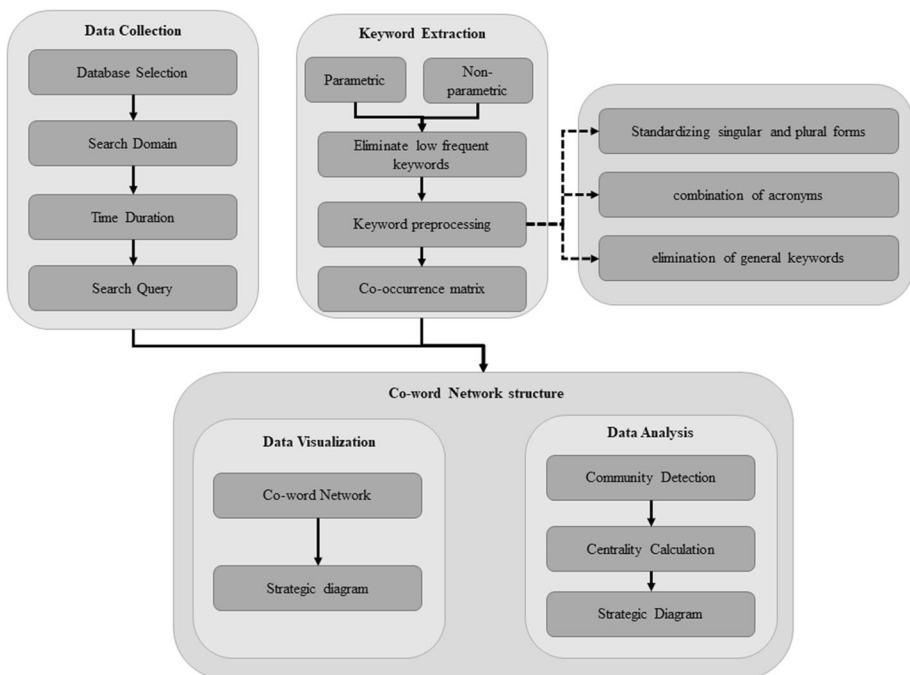 Data Collection
Database Selection
Search Domain
Time Duration
Search Query
Keyword Extraction
Parametric
Non-
parametric
Eliminate low frequent
keywords
Keyword preprocessing
Co-occurrence matrix
Standardizing singular and plural forms
combination of acronyms
elimination of general keywords
Co-word Network structure
Data Visualization
Co-word Network
Strategic diagram
Data Analysis
Community Detection
Centrality Calculation
Strategic Diagram